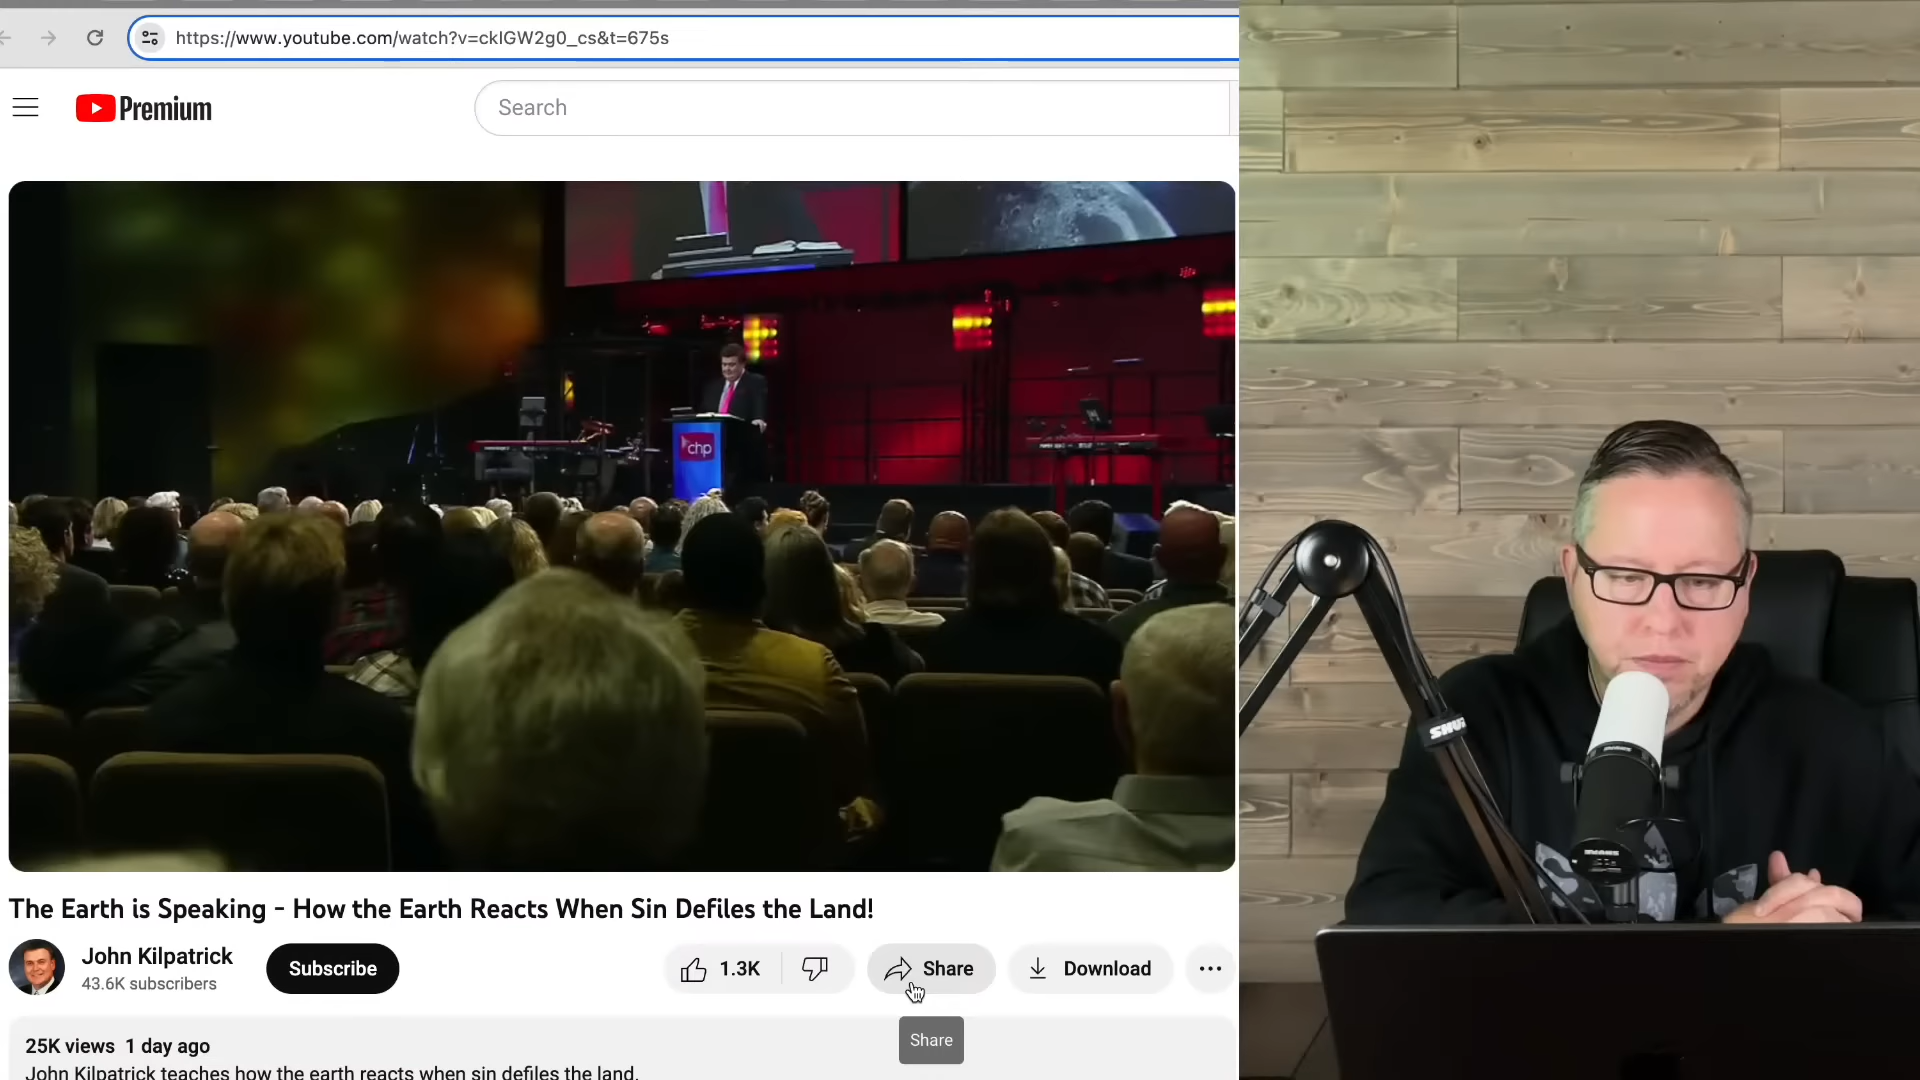 https://www.youtube.com/watch?v=cklGW2g0_cs&t=675s
Premium
Search
chp
SHURE
The Earth is Speaking - How the Earth Reacts When Sin Defiles the Land!
John Kilpatrick
43.6K subscribers
Subscribe
1.3K
Share
Download
Share
25K views 1 day ago
John Kilpatrick teaches how the earth reacts when sin defiles the land.